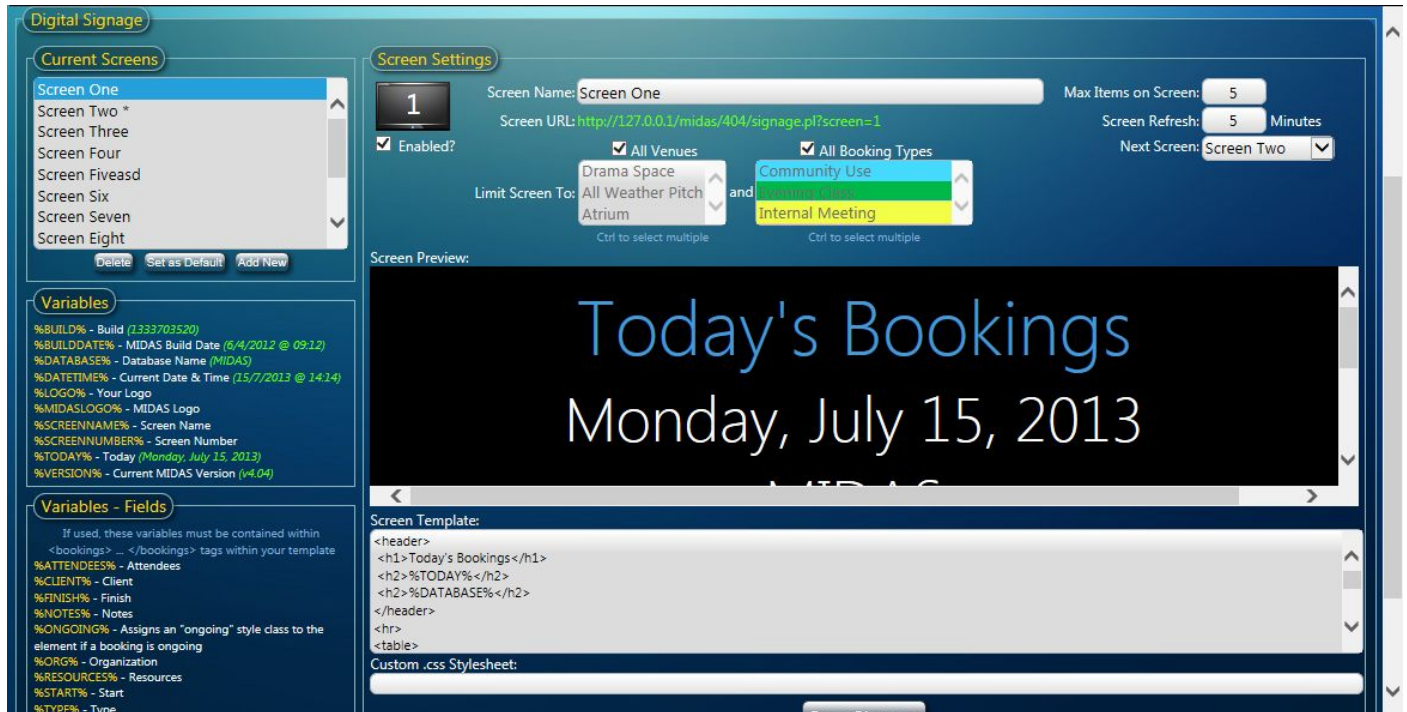 Digital Signage
Current Screens
Screen One
Screen Two *
Screen Three
Screen Four
Screen Fiveasd
Screen Six
Screen Seven
Screen Eight
Delete Set as Default Add New
Variables
%BUILD% - Build (1333703520)
%BUILDDATE% - MIDAS Build Date (6/4/2012 @ 09:12)
%DATABASE% - Database Name (MIDAS)
%DATETIME% - Current Date & Time (15/7/2013 @ 14:14)
%LOGO% - Your Logo
%MIDASLOGO% - MIDAS Logo
%SCREENNAME% - Screen Name
%SCREENNUMBER% - Screen Number
%TODAY% - Today (Monday, July 15, 2013)
%VERSION% - Current MIDAS Version (v4.04)
Variables - Fields
If used, these variables must be contained within
<bookings> ... </bookings> tags within your template
%ATTENDEES% - Attendees
%CLIENT% - Client
%FINISH% - Finish
%NOTES% - Notes
%ONGOING% - Assigns an "ongoing" style class to the
element if a booking is ongoing
%ORG% - Organization
%RESOURCES% - Resources
%START% - Start
%TYPE% - Type
Screen Settings
1
Enabled?
Screen Name: Screen One
Screen URL: http://127.0.0.1/midas/404/signage.pl?screen=1
Max Items on Screen: 5
Screen Refresh: 5 Minutes
Next Screen: Screen Two
All Venues All Booking Types
Limit Screen To:
Drama Space
All Weather Pitch
Atrium
and
Community Use
Evening Class
Internal Meeting
Ctrl to select multiple Ctrl to select multiple
Screen Preview:
Today's Bookings
Monday, July 15, 2013
MIDAS
Screen Template:
<header>
<h1>Today's Bookings</h1>
<h2>%TODAY%</h2>
<h2>%DATABASE%</h2>
</header>
<hr>
<table>
Custom .css Stylesheet: